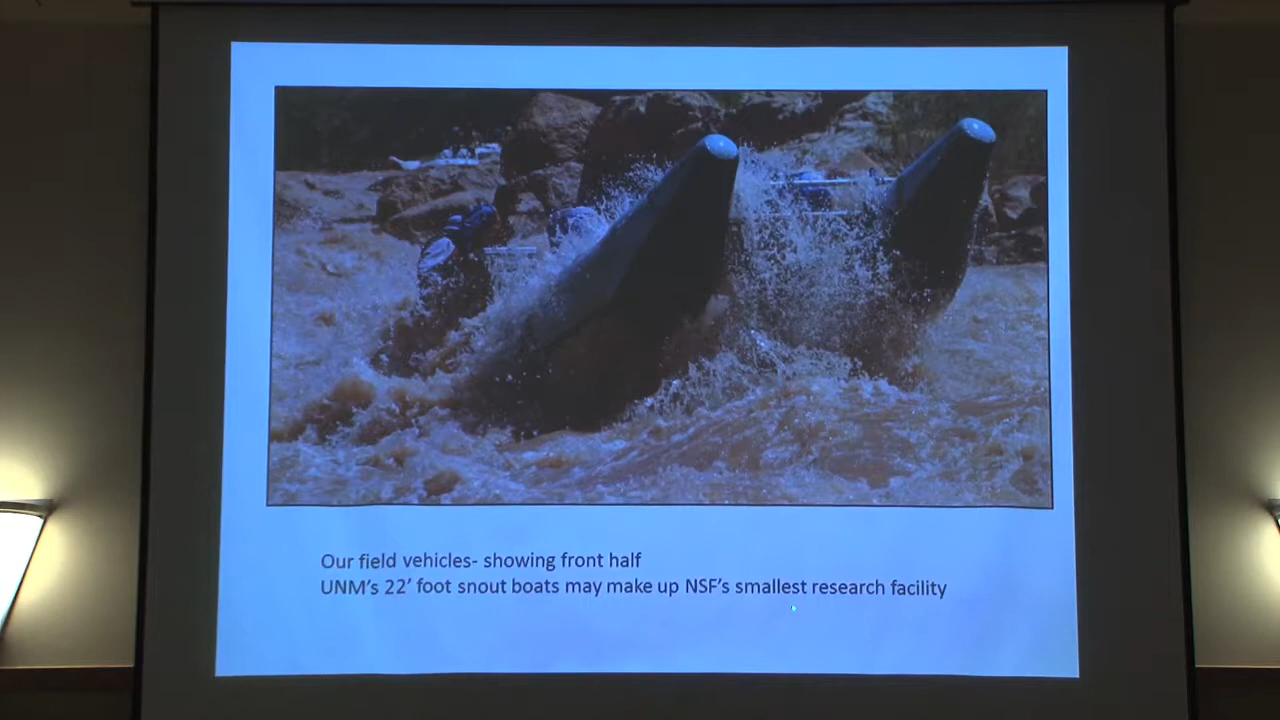 Our field vehicles- showing front half
UNM’s 22’ foot snout boats may make up NSF’s smallest research facility